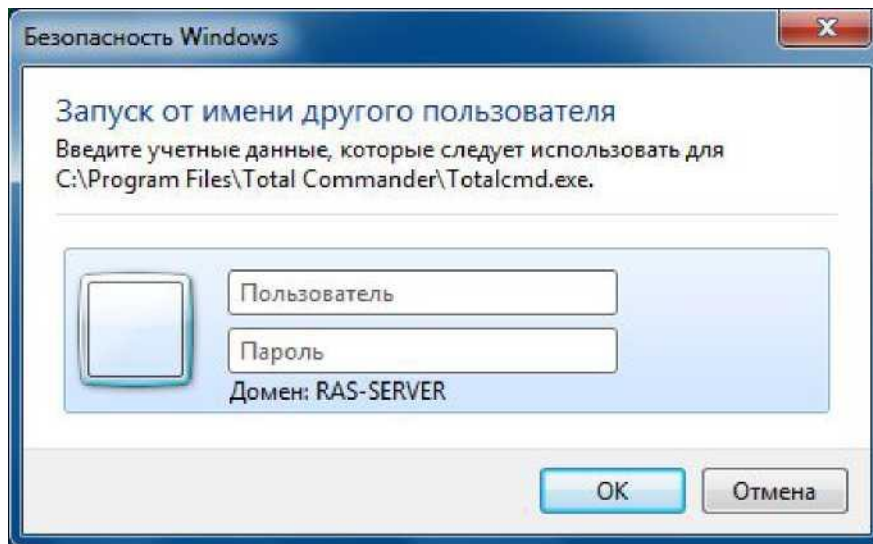 Безопасность Windows
Запуск от имени другого пользователя
Введите учетные данные, которые следует использовать для
C:\Program Files\Total Commander\Totalcmd.exe.
Пользователь
Пароль
Домен: RAS-SERVER
ОК
Отмена